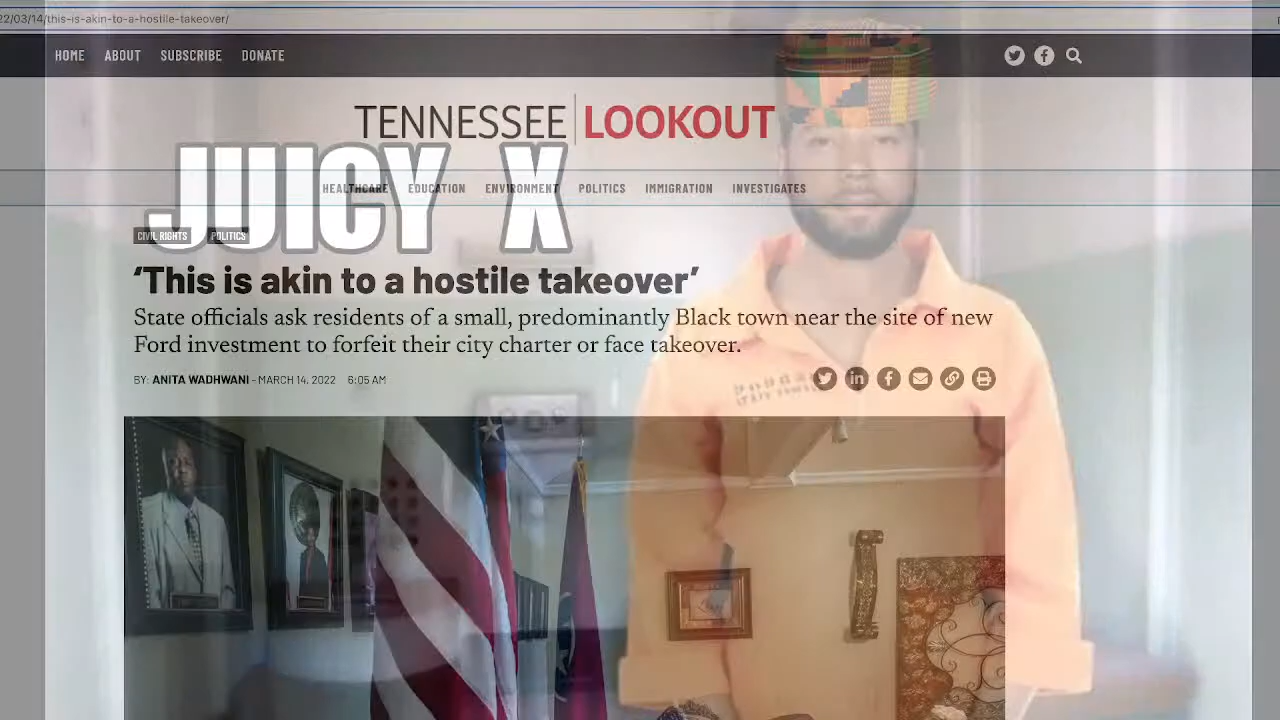 22/03/14/this-is-akin-to-a-hostile-takeover/
HOME ABOUT SUBSCRIBE DONATE
TENNESSEE LOOKOUT
JUICY X
HEALTHCARE EDUCATION ENVIRONMENT POLITICS IMMIGRATION INVESTIGATES
CIVIL RIGHTS POLITICS
‘This is akin to a hostile takeover’
State officials ask residents of a small, predominantly Black town near the site of new
Ford investment to forfeit their city charter or face takeover.
BY: ANITA WADHWANI - MARCH 14, 2022 6:05 AM